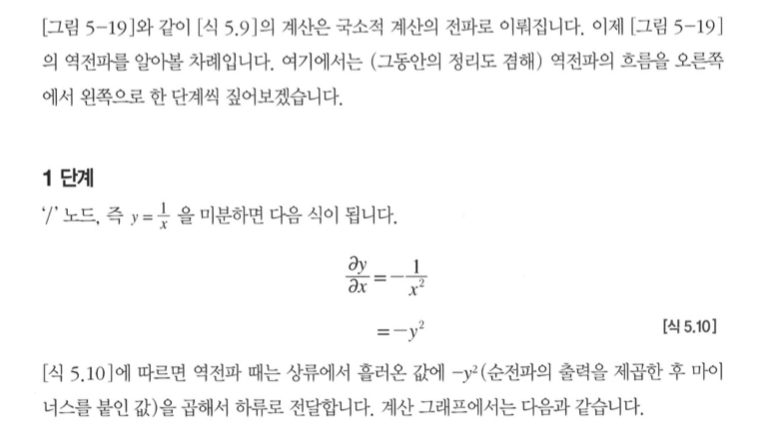 [그림 5-19]와 같이 [식 5.9]의 계산은 국소적 계산의 전파로 이뤄집니다. 이제 [그림 5-19]
의 역전파를 알아볼 차례입니다. 여기에서는 (그동안의 정리도 겸해) 역전파의 흐름을 오른쪽
에서 왼쪽으로 한 단계씩 짚어보겠습니다.
1 단계
'/' 노드, 즉 y = 1/x 을 미분하면 다음 식이 됩니다.
∂y/∂x = −1/x²
= −y² [식 5.10]
[식 5.10]에 따르면 역전파 때는 상류에서 흘러온 값에 −y²(순전파의 출력을 제곱한 후 마이
너스를 붙인 값)을 곱해서 하류로 전달합니다. 계산 그래프에서는 다음과 같습니다.